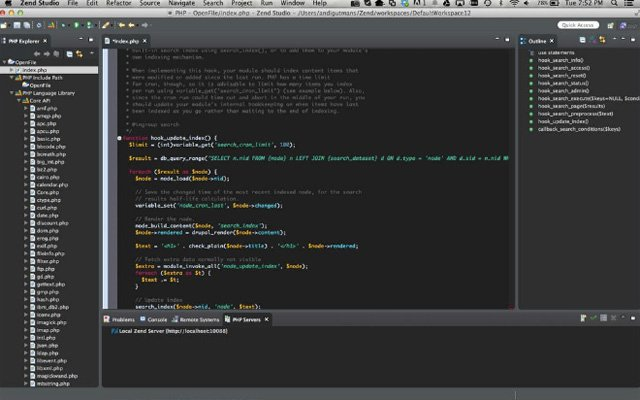 Zend Studio File Edit Refactor Source Navigate Search Project Run Window Help 78% Tue 7:52 PM
PHP - OpenFile/index.php - Zend Studio - /Users/andigutmans/Zend/workspaces/DefaultWorkspace12
Quick Access
PHP Explorer
OpenFile
index.php
PHP Include Path
OpenFile
PHP Language Library
Core API
amqp.php
apc.php
apcu.php
basic.php
bbcode.php
bcmath.php
big_int.php
bz2.php
cairo.php
calendar.php
Core.php
ctype.php
curl.php
date.php
discount.php
dom.php
enig.php
exif.php
fileinfo.php
filter.php
ftp.php
gd.php
gettext.php
gmp.php
hash.php
ibm_db2.php
iconv.php
imagick.php
imap.php
intl.php
json.php
ldap.php
libevent.php
libxml.php
magickwand.php
mbstring.php
*index.php
* built-in search using search_index(), or to add them to your module's
* own indexing mechanism.
*
* When implementing this hook, your module should index content items that
* were modified or added since the last run. PHP has a time limit
* for cron, though, so it is advisable to limit how many items you index
* per run using variable_get('search_cron_limit') (see example below). Also,
* since the cron run could time out and abort in the middle of your run, you
* should update your module's internal bookkeeping on when items have last
* been indexed as you go rather than waiting to the end of indexing.
*
* @ingroup search
*/
function hook_update_index() {
$limit = (int)variable_get('search_cron_limit', 100);
$result = db_query_range("SELECT n.nid FROM {node} n LEFT JOIN {search_dataset} d ON d.type = 'node' AND d.sid = n.nid WH
foreach ($result as $node) {
$node = node_load($node->nid);
// Save the changed time of the most recent indexed node, for the search
// results half-life calculation.
variable_set('node_cron_last', $node->changed);
// Render the node.
node_build_content($node, 'search_index');
$node->rendered = drupal_render($node->content);
$text = '<h1>' . check_plain($node->title) . '</h1>' . $node->rendered;
// Fetch extra data normally not visible
$extra = module_invoke_all('node_update_index', $node);
foreach ($extra as $t) {
$text .= $t;
}
// Update index
search_index($node->nid, 'node', $text);
Problems Console Remote Systems PHP Servers
Local Zend Server (http://localhost:10088)
Outline
use statements
hook_search_info()
hook_search_access()
hook_search_reset()
hook_search_status()
hook_search_admin()
hook_search_execute($keys=NULL, $cond
hook_search_page($results)
hook_search_preprocess($text)
hook_update_index()
callback_search_conditions($keys)